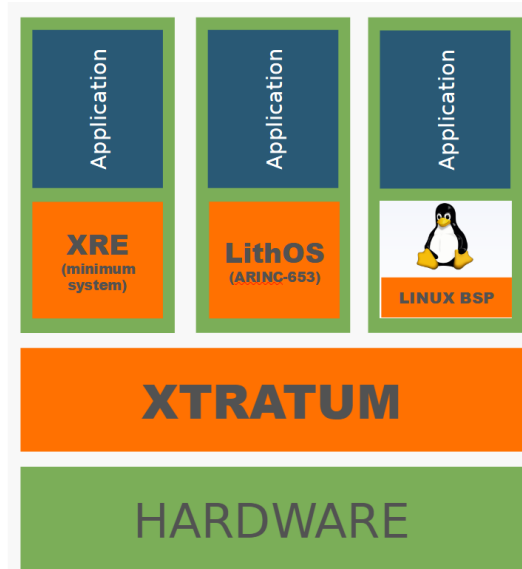 Application
Application
Application
XRE
(minimum
system)
LithOS
(ARINC-653)
LINUX BSP
XTRATUM
HARDWARE